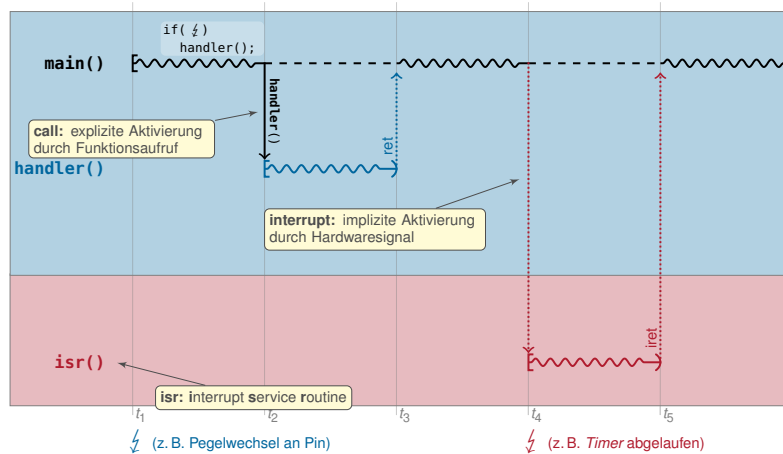 if( ↯ )
handler();
main()
handler()
call: explizite Aktivierung
durch Funktionsaufruf
ret
handler()
interrupt: implizite Aktivierung
durch Hardwaresignal
iret
isr()
isr: interrupt service routine
t1 t2 t3 t4 t5
↯ (z. B. Pegelwechsel an Pin) ↯ (z. B. Timer abgelaufen)